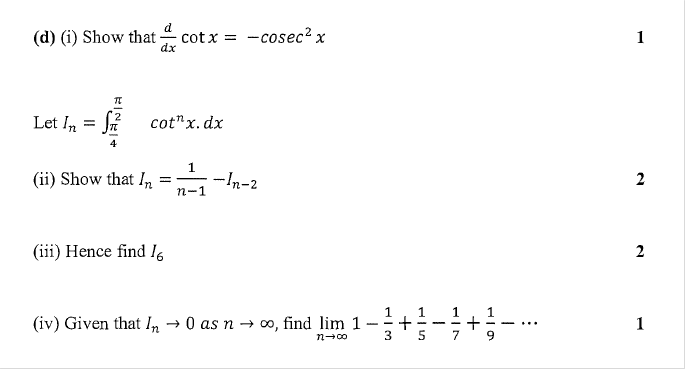 (d) (i) Show that d/dx cot x = −cosec² x 1
Let Iₙ = ∫_{π/4}^{π/2} cotⁿx. dx
(ii) Show that Iₙ = 1/(n−1) −Iₙ₋₂ 2
(iii) Hence find I₆ 2
(iv) Given that Iₙ → 0 as n → ∞, find lim_{n→∞} 1 − 1/3 + 1/5 − 1/7 + 1/9 − ⋯ 1